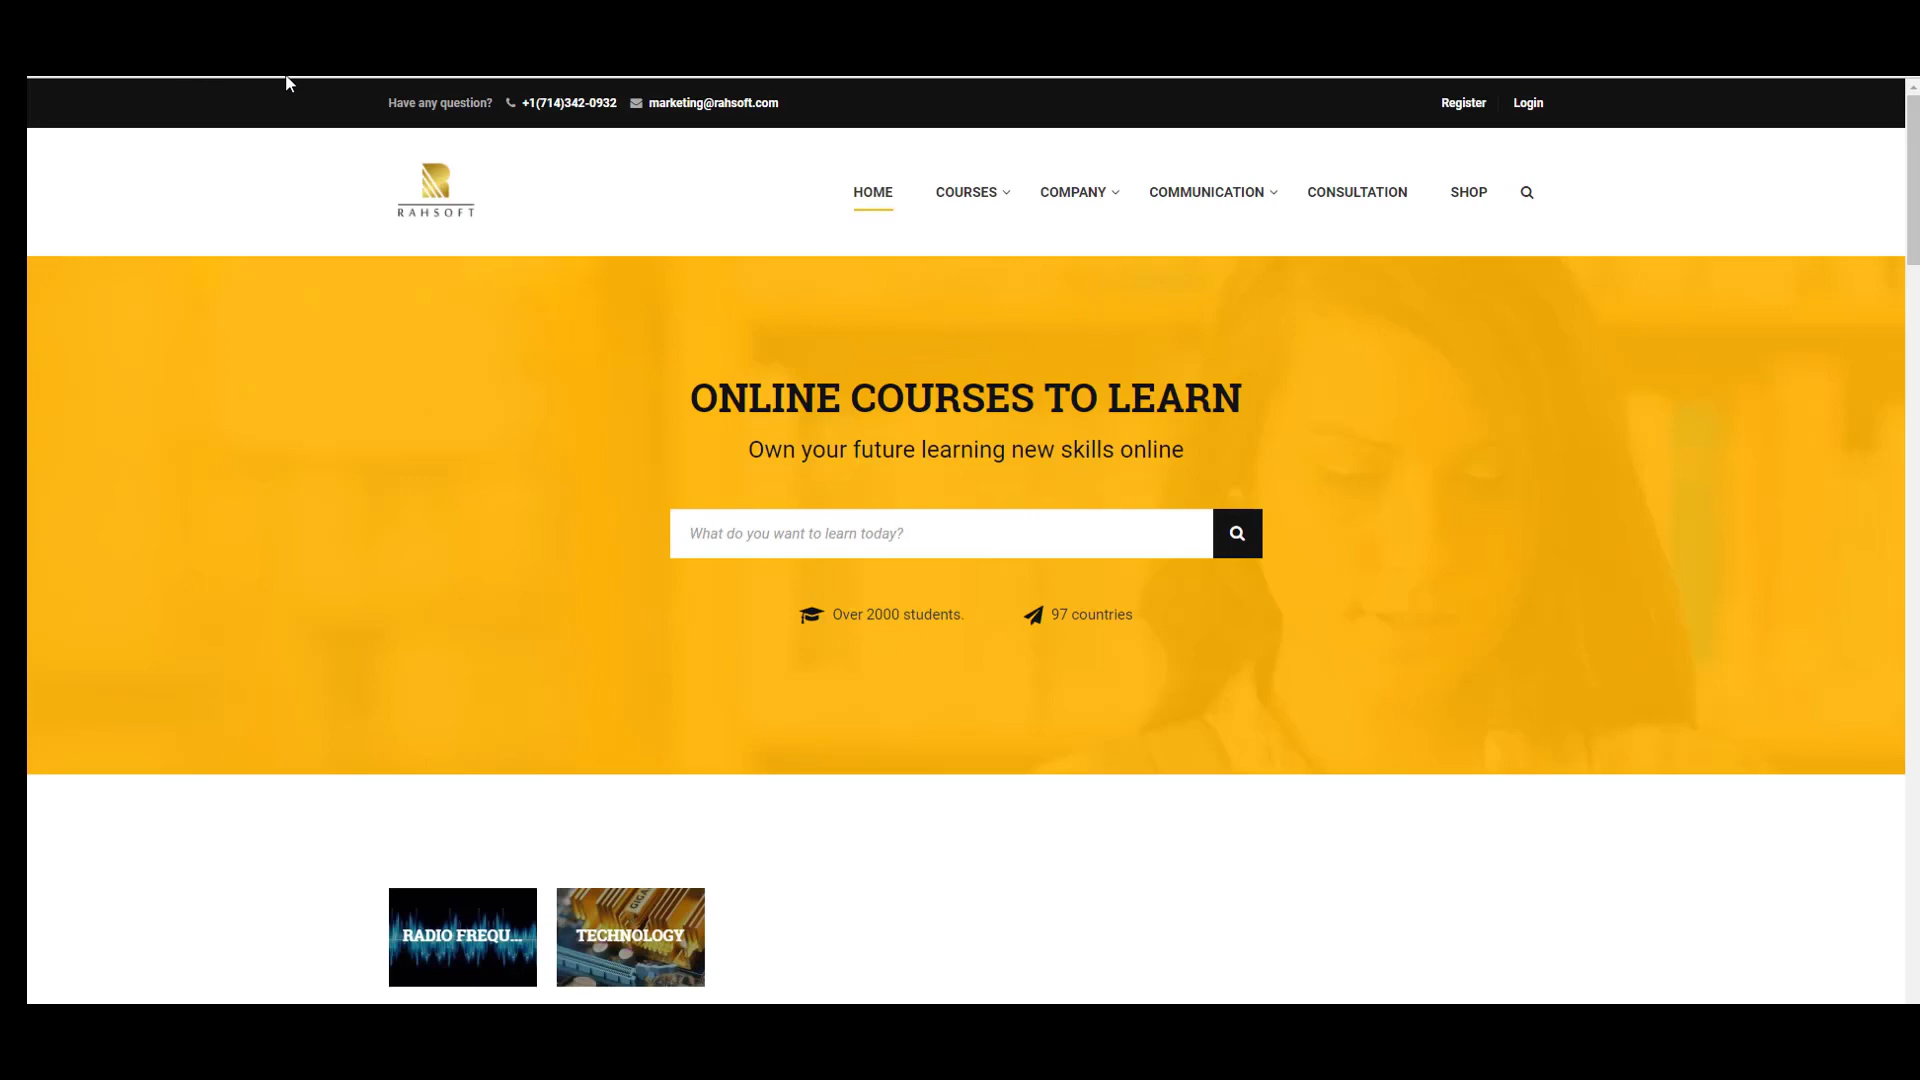 Have any question? +1(714)342-0932 marketing@rahsoft.com Register Login
RAHSOFT
HOME COURSES COMPANY COMMUNICATION CONSULTATION SHOP
ONLINE COURSES TO LEARN
Own your future learning new skills online
What do you want to learn today?
Over 2000 students. 97 countries
RADIO FREQU... TECHNOLOGY